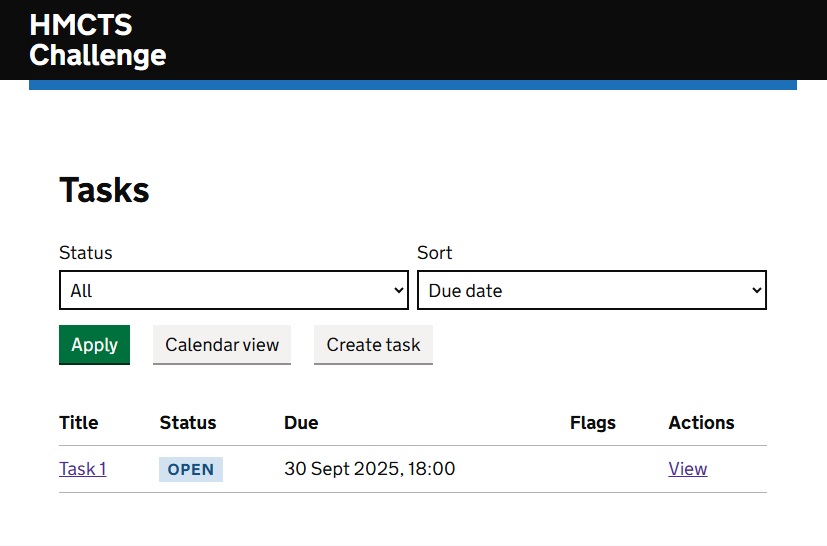 HMCTS
Challenge
Tasks
Status Sort
All Due date
Apply Calendar view Create task
Title Status Due Flags Actions
Task 1 OPEN 30 Sept 2025, 18:00 View